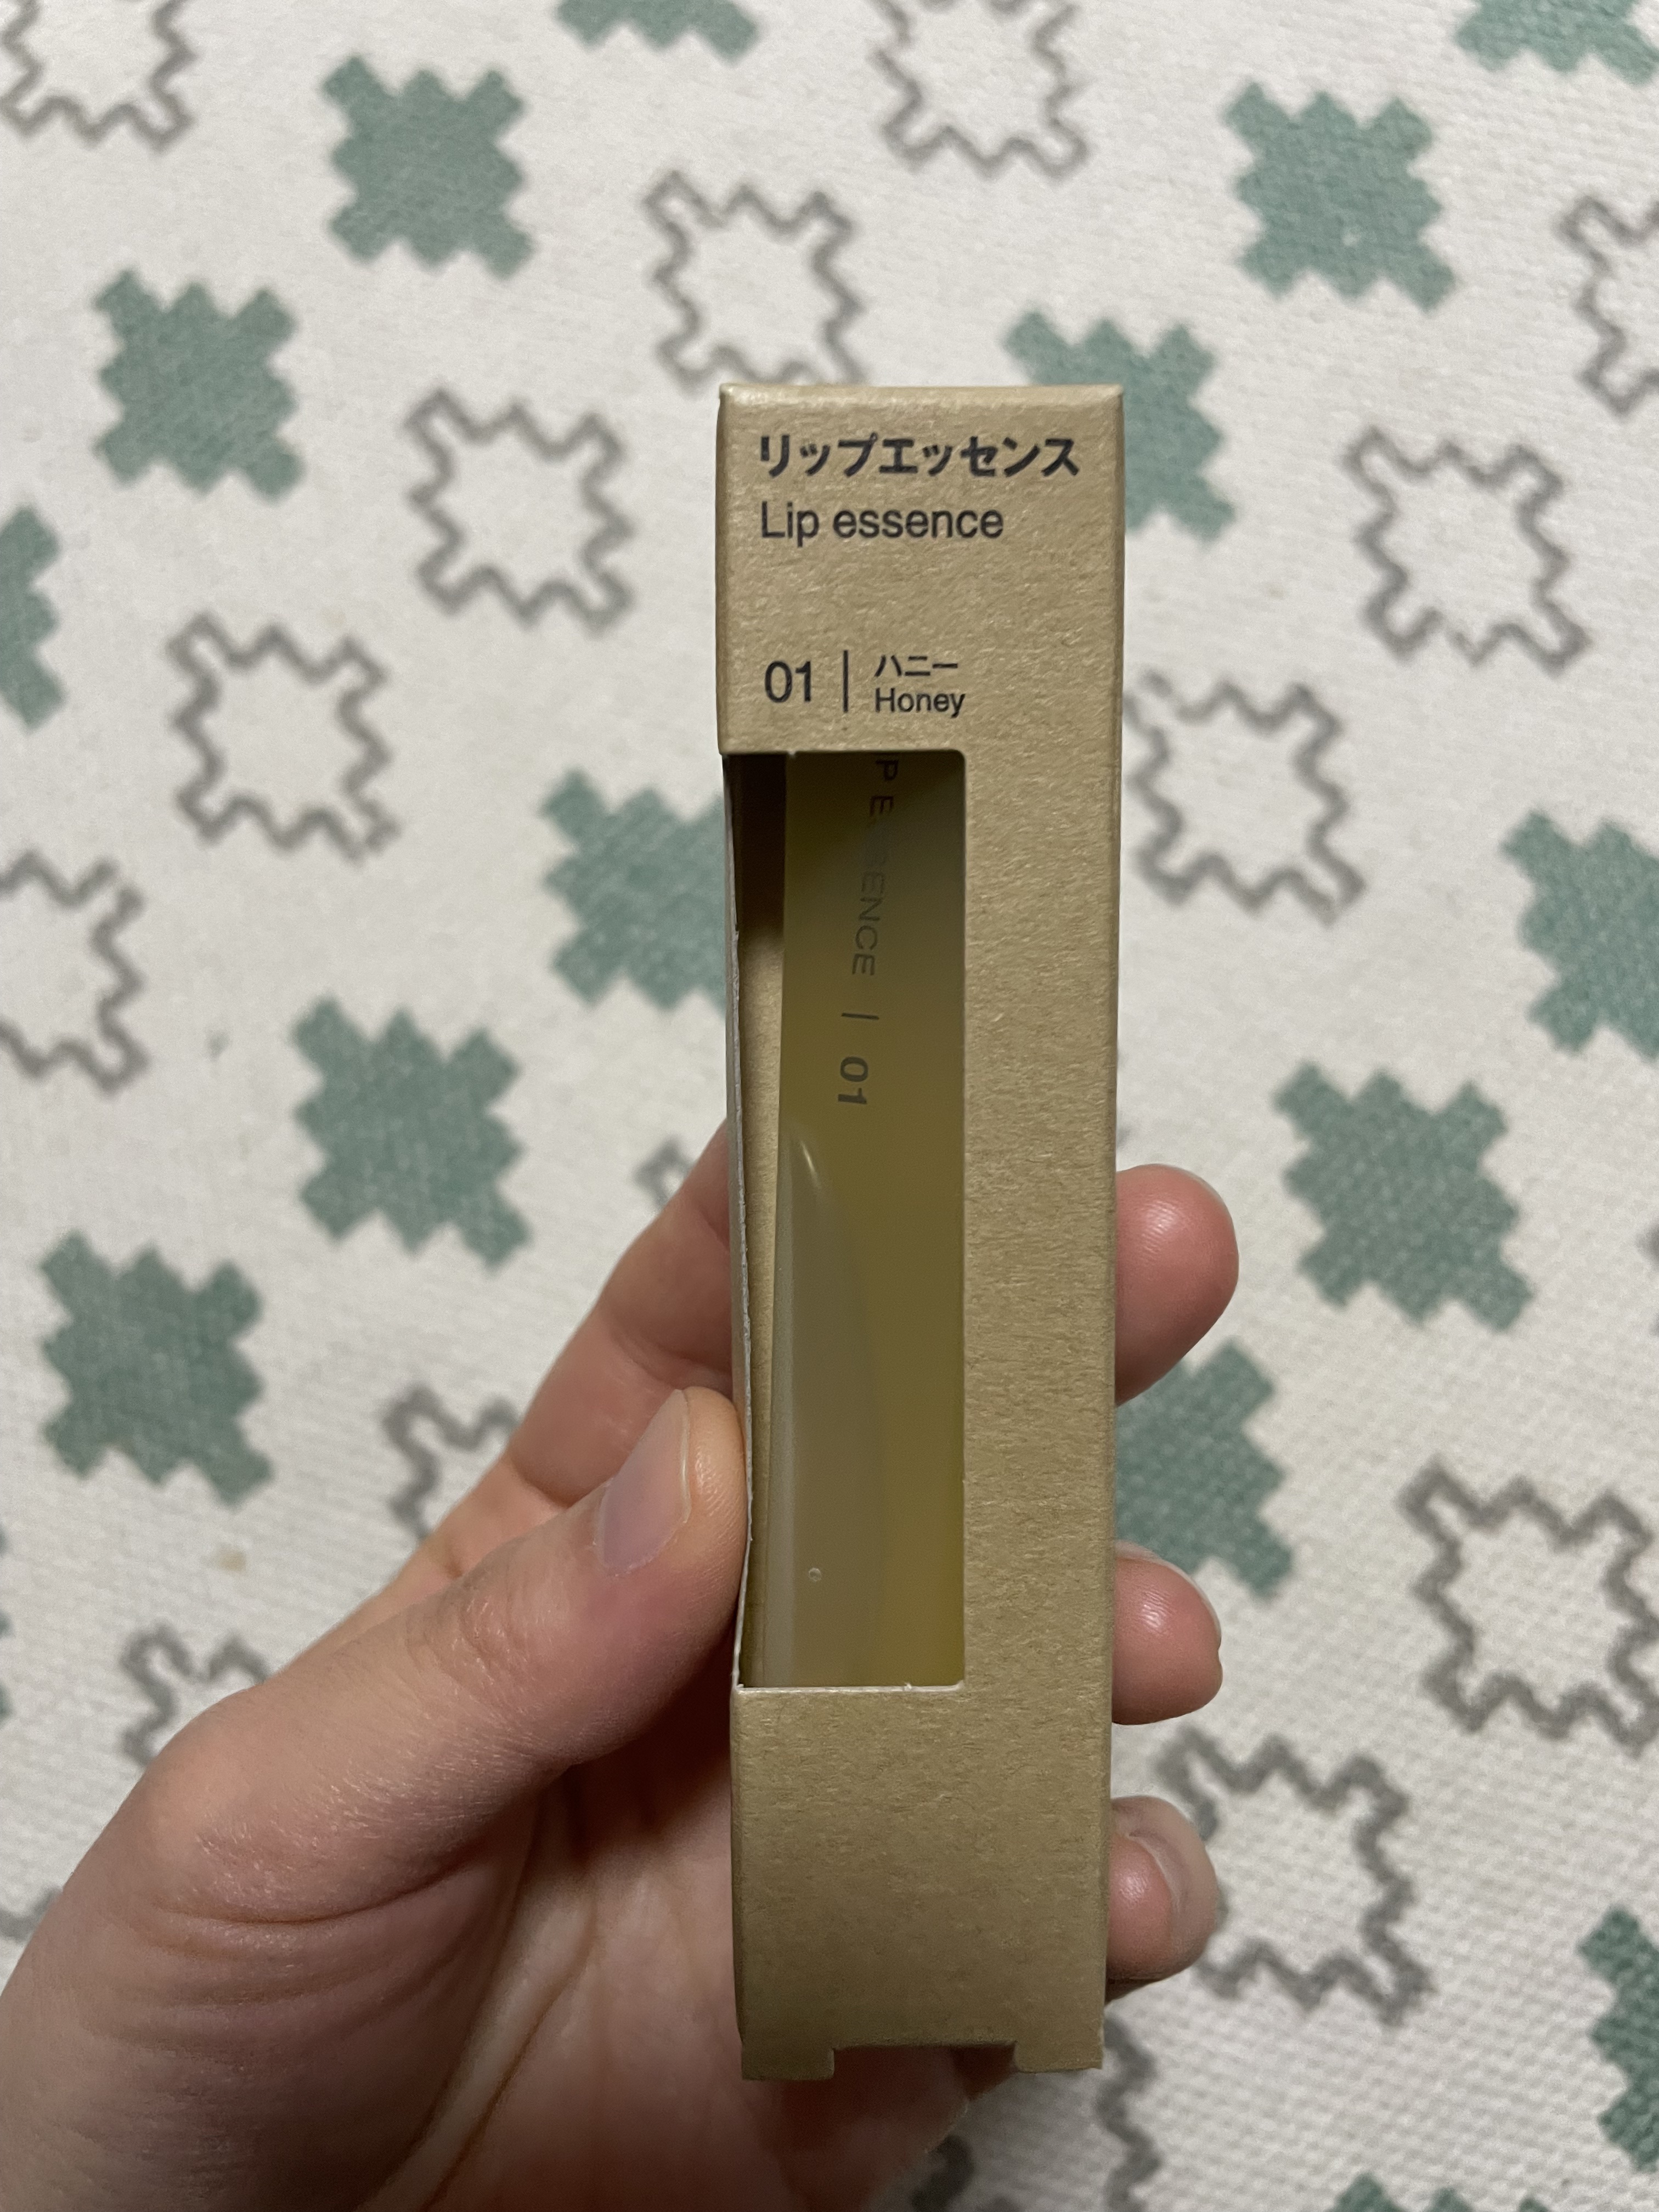 リップエッセンス
Lip essence
01 | ハニー
Honey
| 01